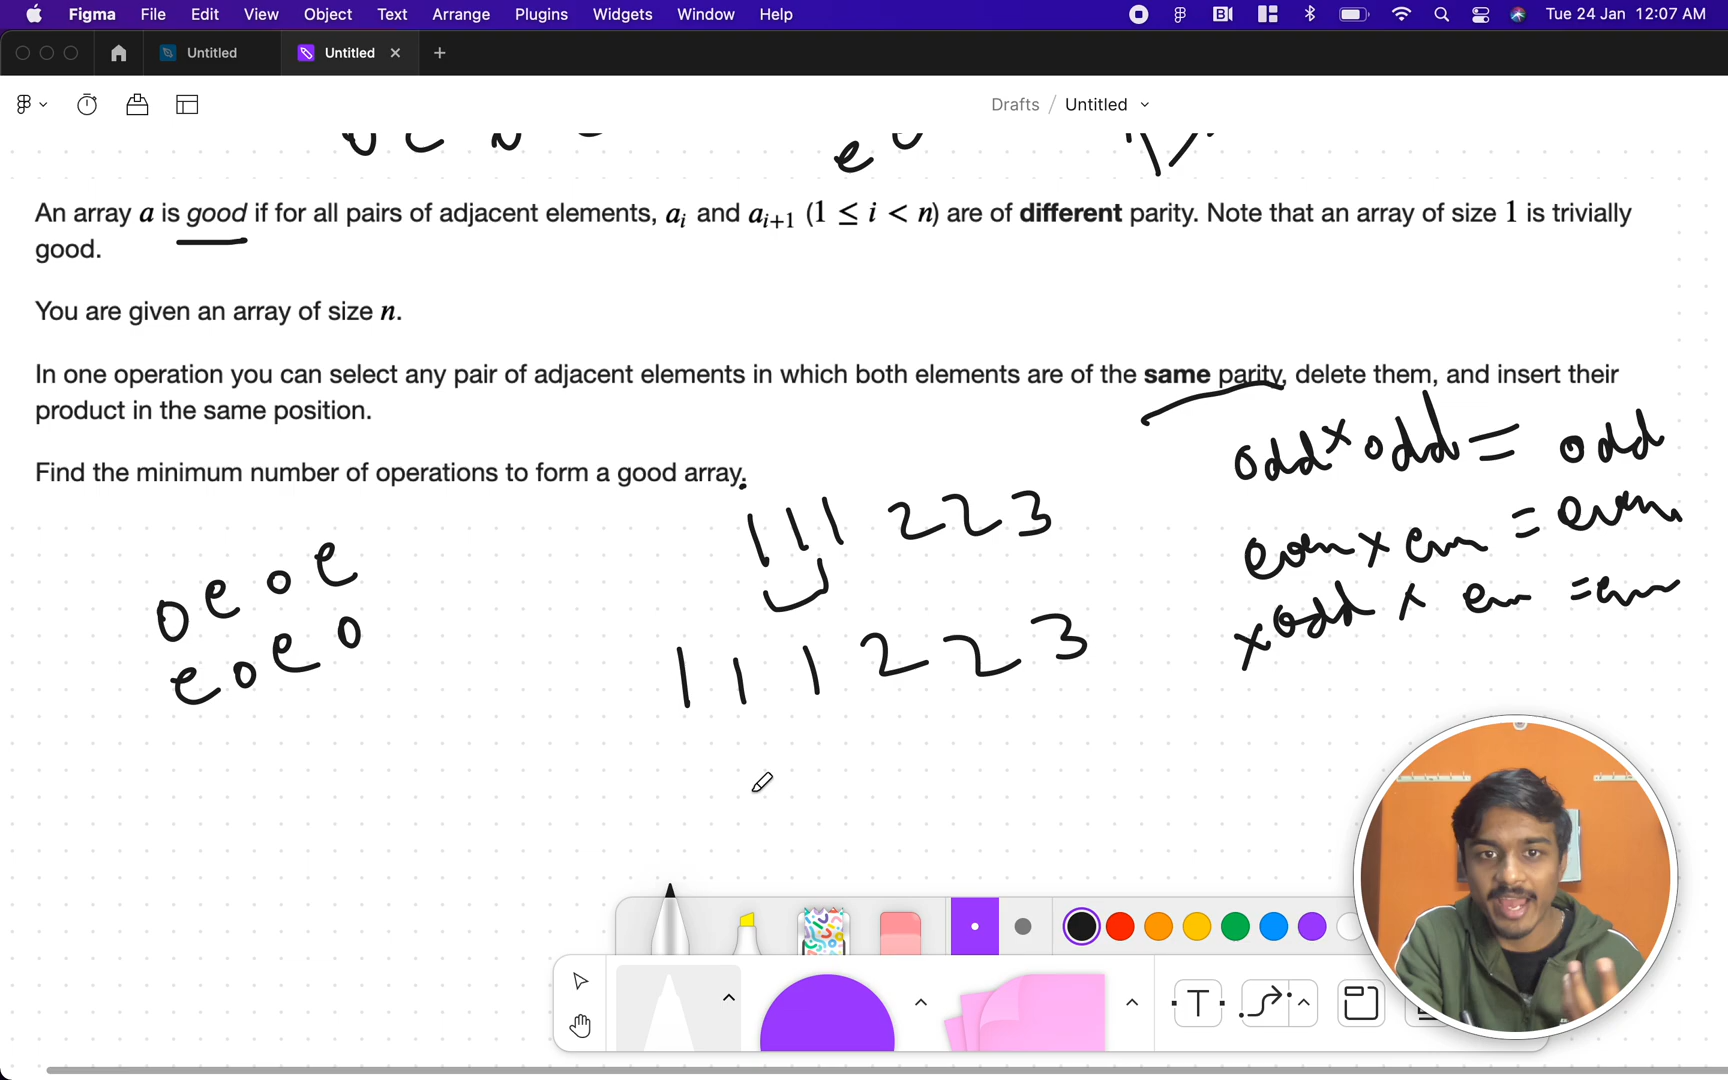 Figma File Edit View Object Text Arrange Plugins Widgets Window Help Tue 24 Jan 12:07 AM
Untitled Untitled
Drafts / Untitled
An array a is good if for all pairs of adjacent elements, a_i and a_{i+1} (1 ≤ i < n) are of different parity. Note that an array of size 1 is trivially
good.
You are given an array of size n.
In one operation you can select any pair of adjacent elements in which both elements are of the same parity, delete them, and insert their
product in the same position.
Find the minimum number of operations to form a good array.
odd x odd = odd
1 1 1 2 2 3
even x em = even
o e o e
x odd x em = em
e o e o
1 1 1 2 2 3
T